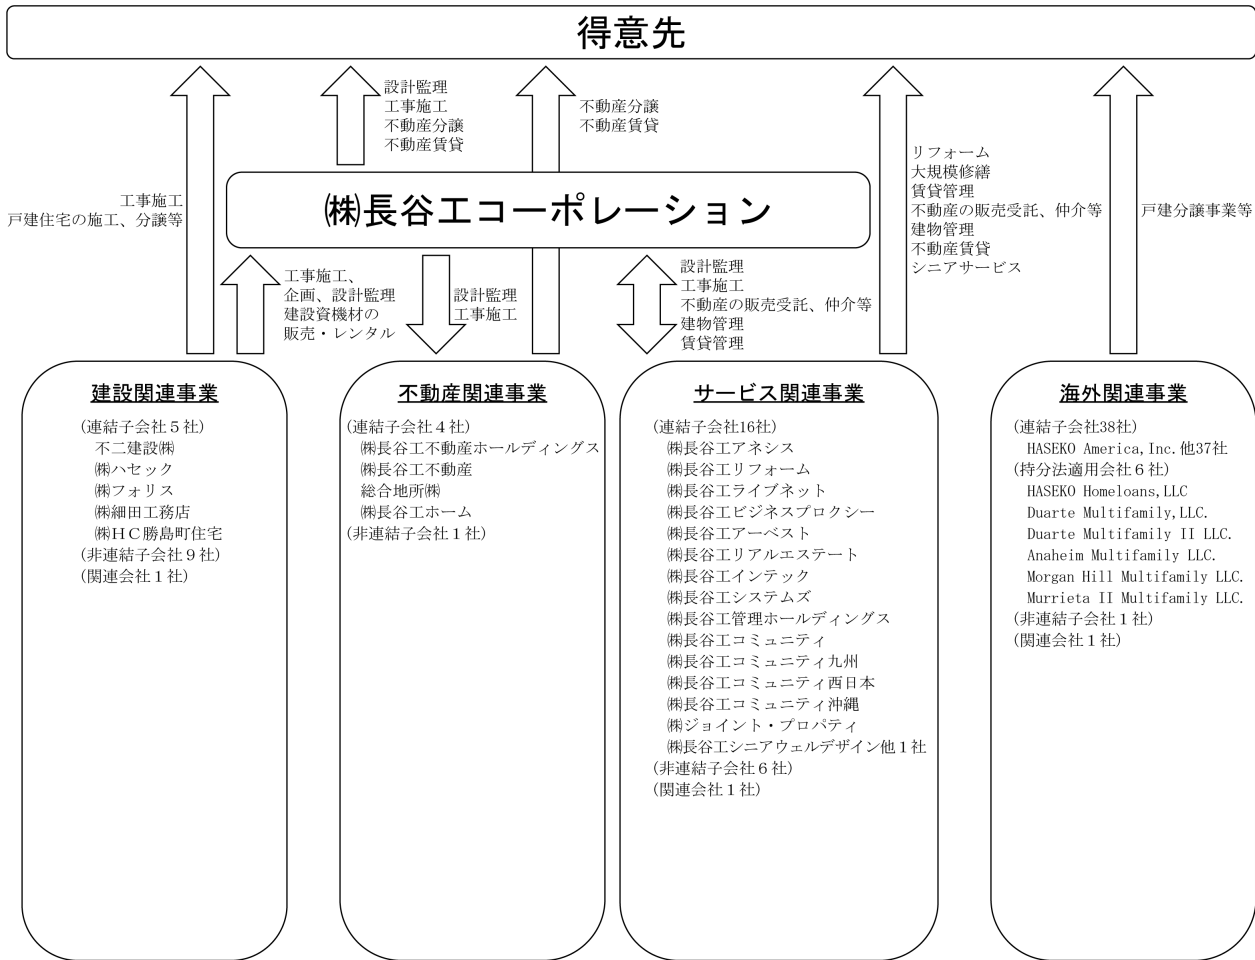 得意先
設計監理
工事施工
不動産分譲
不動産賃貸
不動産分譲
不動産賃貸
工事施工
戸建住宅の施工、分譲等
リフォーム
大規模修繕
賃貸管理
不動産の販売受託、仲介等
建物管理
不動産賃貸
シニアサービス
戸建分譲事業等
㈱長谷工コーポレーション
工事施工、
企画、設計監理
建設資機材の
販売・レンタル
設計監理
工事施工
設計監理
工事施工
不動産の販売受託、仲介等
建物管理
賃貸管理
建設関連事業
(連結子会社５社)
不二建設㈱
㈱ハセック
㈱フォリス
㈱細田工務店
㈱ＨＣ勝島町住宅
(非連結子会社９社)
(関連会社１社)
不動産関連事業
(連結子会社４社)
㈱長谷工不動産ホールディングス
㈱長谷工不動産
総合地所㈱
㈱長谷工ホーム
(非連結子会社１社)
サービス関連事業
(連結子会社16社)
㈱長谷工アネシス
㈱長谷工リフォーム
㈱長谷工ライブネット
㈱長谷工ビジネスプロクシー
㈱長谷工アーベスト
㈱長谷工リアルエステート
㈱長谷工インテック
㈱長谷工システムズ
㈱長谷工管理ホールディングス
㈱長谷工コミュニティ
㈱長谷工コミュニティ九州
㈱長谷工コミュニティ西日本
㈱長谷工コミュニティ沖縄
㈱ジョイント・プロパティ
㈱長谷工シニアウェルデザイン他１社
(非連結子会社６社)
(関連会社１社)
海外関連事業
(連結子会社38社)
HASEKO America,Inc.他37社
(持分法適用会社６社)
HASEKO Homeloans,LLC
Duarte Multifamily,LLC.
Duarte Multifamily II LLC.
Anaheim Multifamily LLC.
Morgan Hill Multifamily LLC.
Murrieta II Multifamily LLC.
(非連結子会社１社)
(関連会社１社)